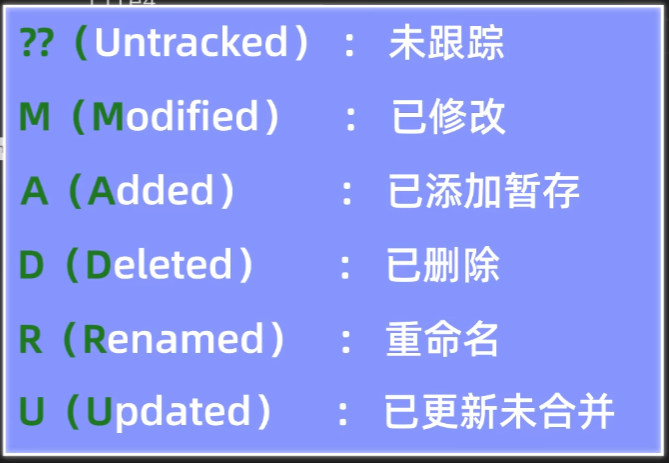 ??（Untracked）：未跟踪
M（Modified）：已修改
A（Added）：已添加暂存
D（Deleted）：已删除
R（Renamed）：重命名
U（Updated）：已更新未合并